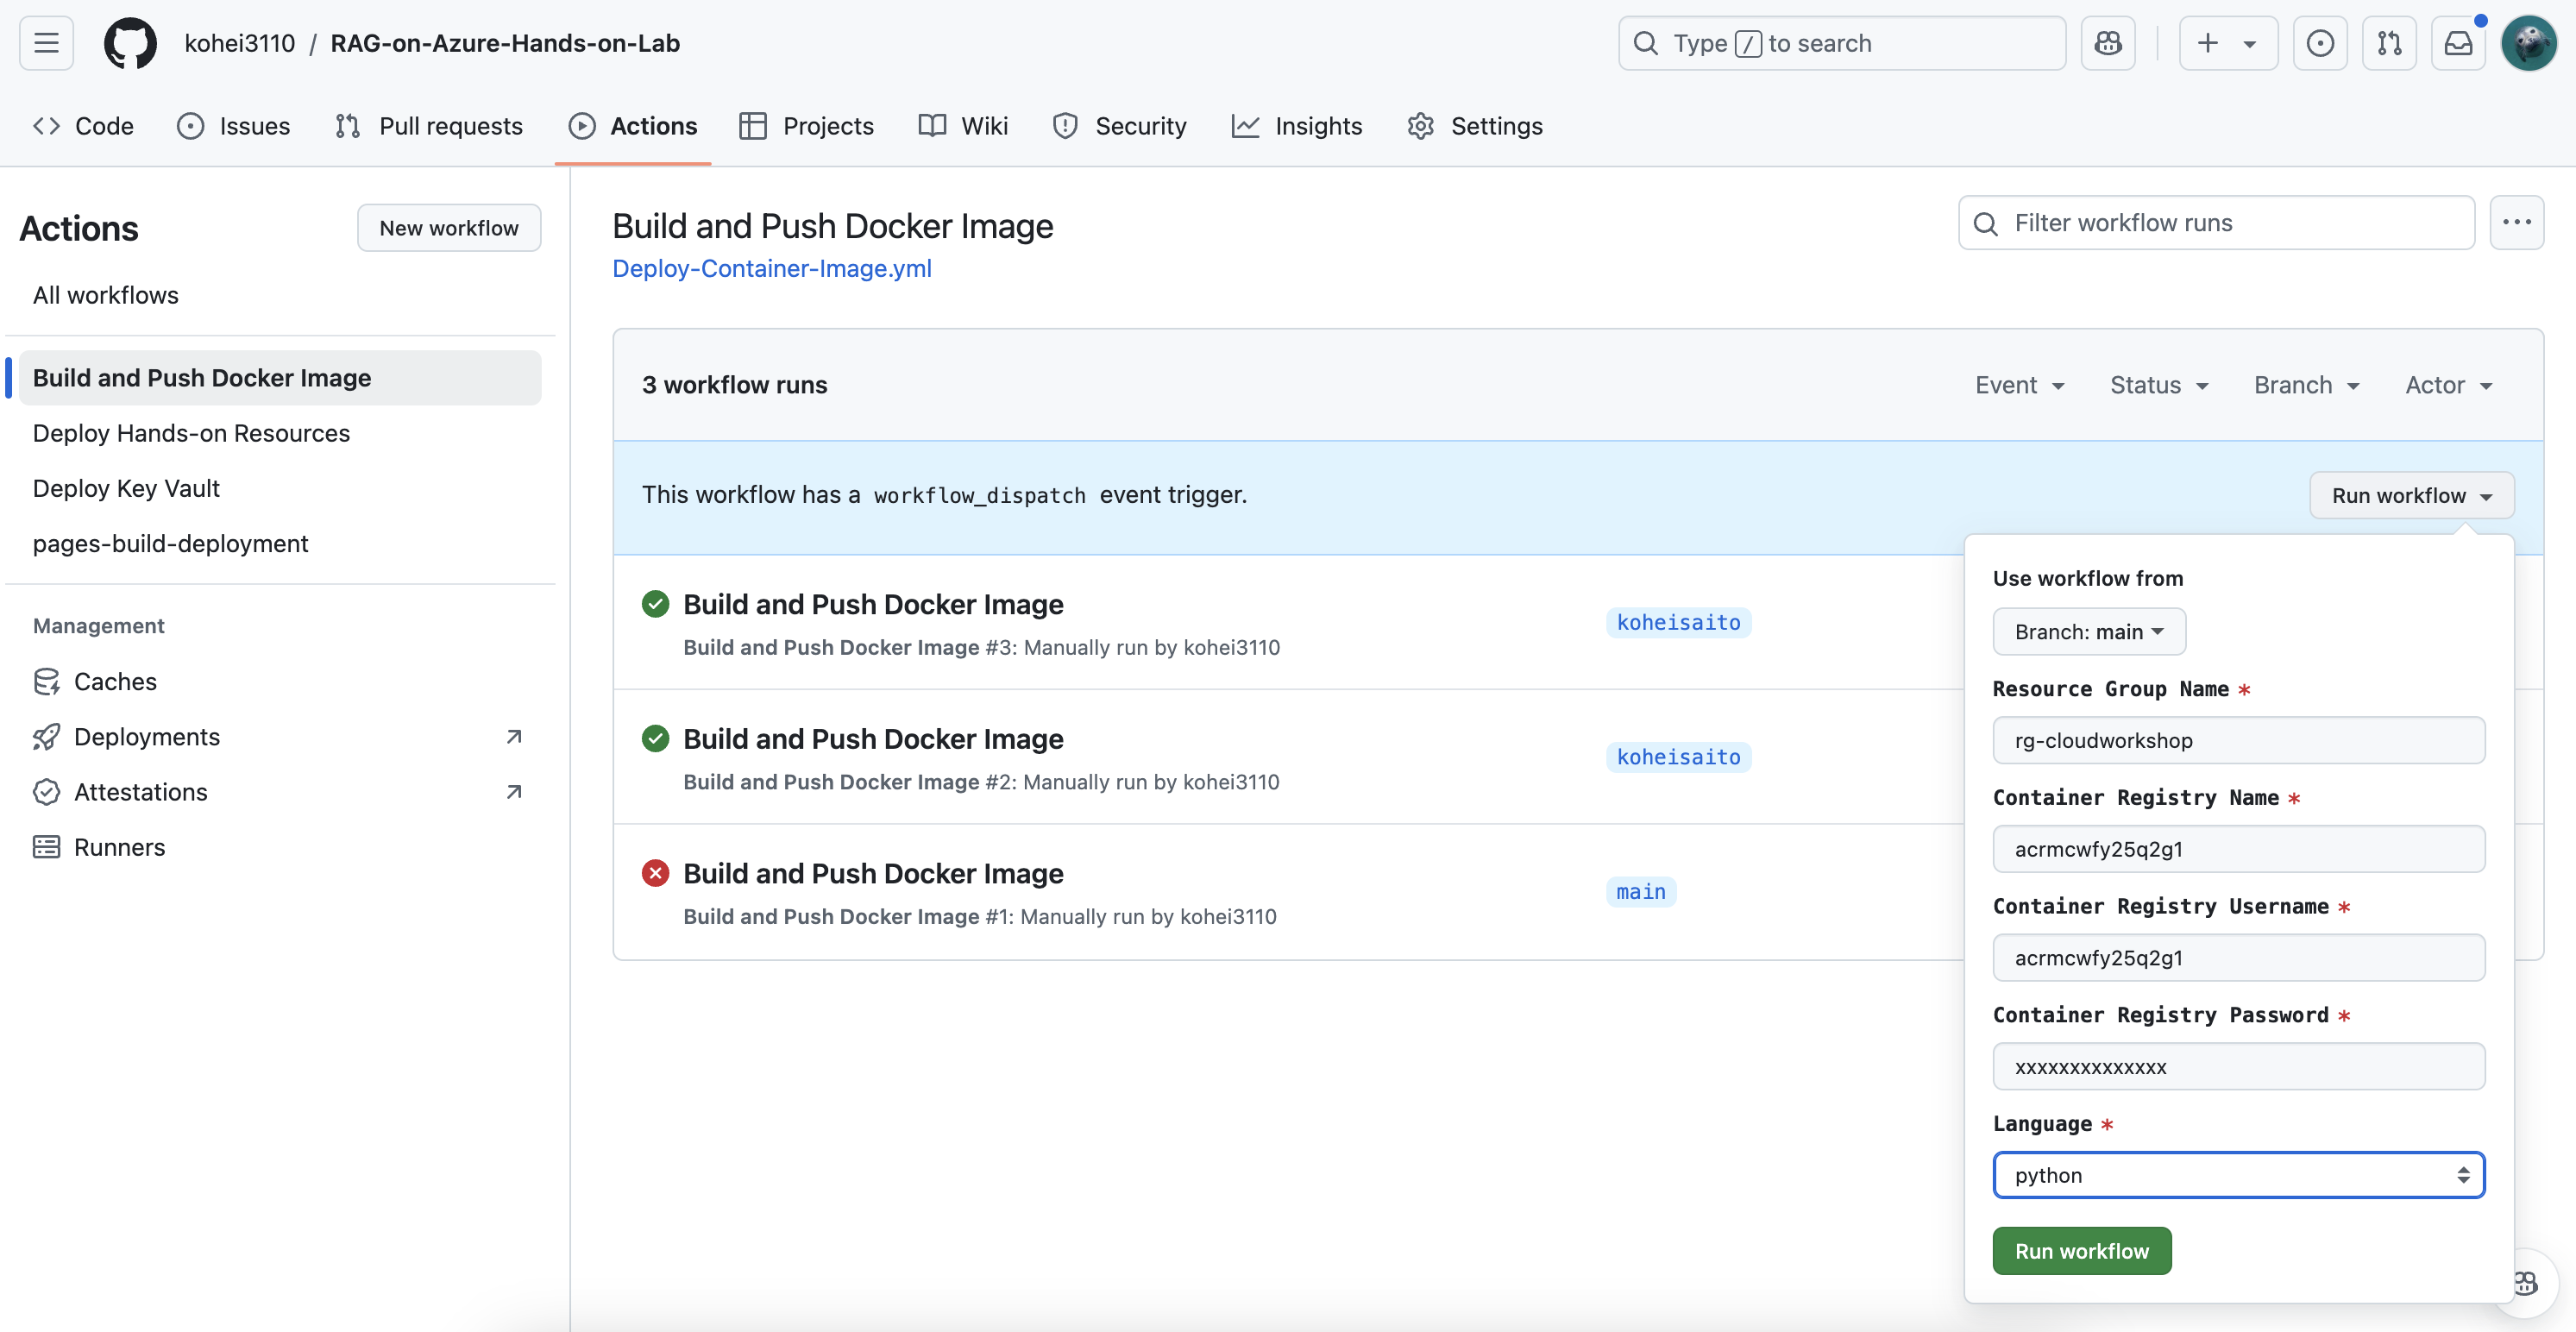 kohei3110 / RAG-on-Azure-Hands-on-Lab
Type / to search
Code
Issues
Pull requests
Actions
Projects
Wiki
Security
Insights
Settings
Actions
New workflow
All workflows
Build and Push Docker Image
Deploy Hands-on Resources
Deploy Key Vault
pages-build-deployment
Management
Caches
Deployments
Attestations
Runners
Build and Push Docker Image
Deploy-Container-Image.yml
Filter workflow runs
3 workflow runs
Event
Status
Branch
Actor
This workflow has a workflow_dispatch event trigger.
Run workflow
Build and Push Docker Image
Build and Push Docker Image #3: Manually run by kohei3110
koheisaito
Build and Push Docker Image
Build and Push Docker Image #2: Manually run by kohei3110
koheisaito
Build and Push Docker Image
Build and Push Docker Image #1: Manually run by kohei3110
main
Use workflow from
Branch: main
Resource Group Name *
rg-cloudworkshop
Container Registry Name *
acrmcwfy25q2g1
Container Registry Username *
acrmcwfy25q2g1
Container Registry Password *
xxxxxxxxxxxxxx
Language *
python
Run workflow